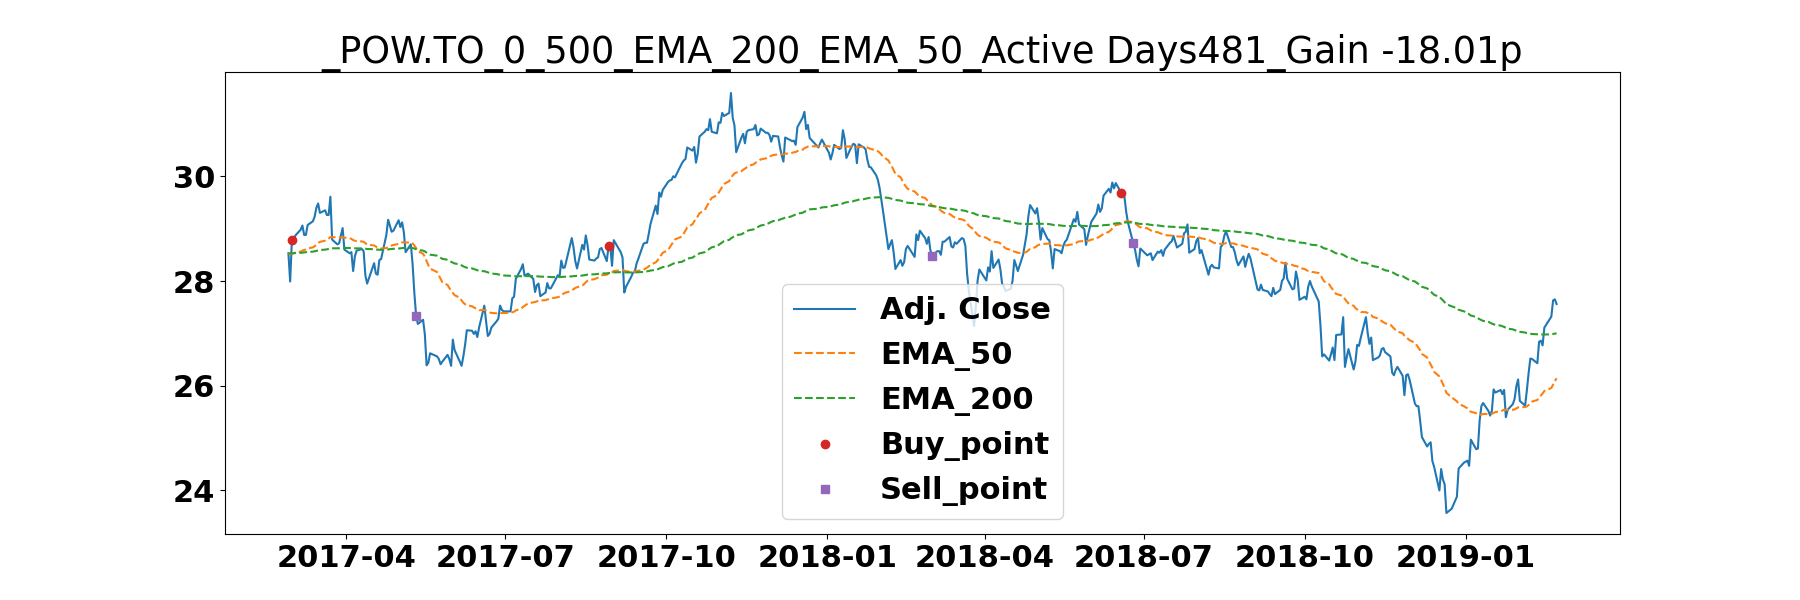 _POW.TO_0_500_EMA_200_EMA_50_Active Days481_Gain -18.01p
30
28
26
24
Adj. Close
EMA_50
EMA_200
Buy_point
Sell_point
2017-04 2017-07 2017-10 2018-01 2018-04 2018-07 2018-10 2019-01